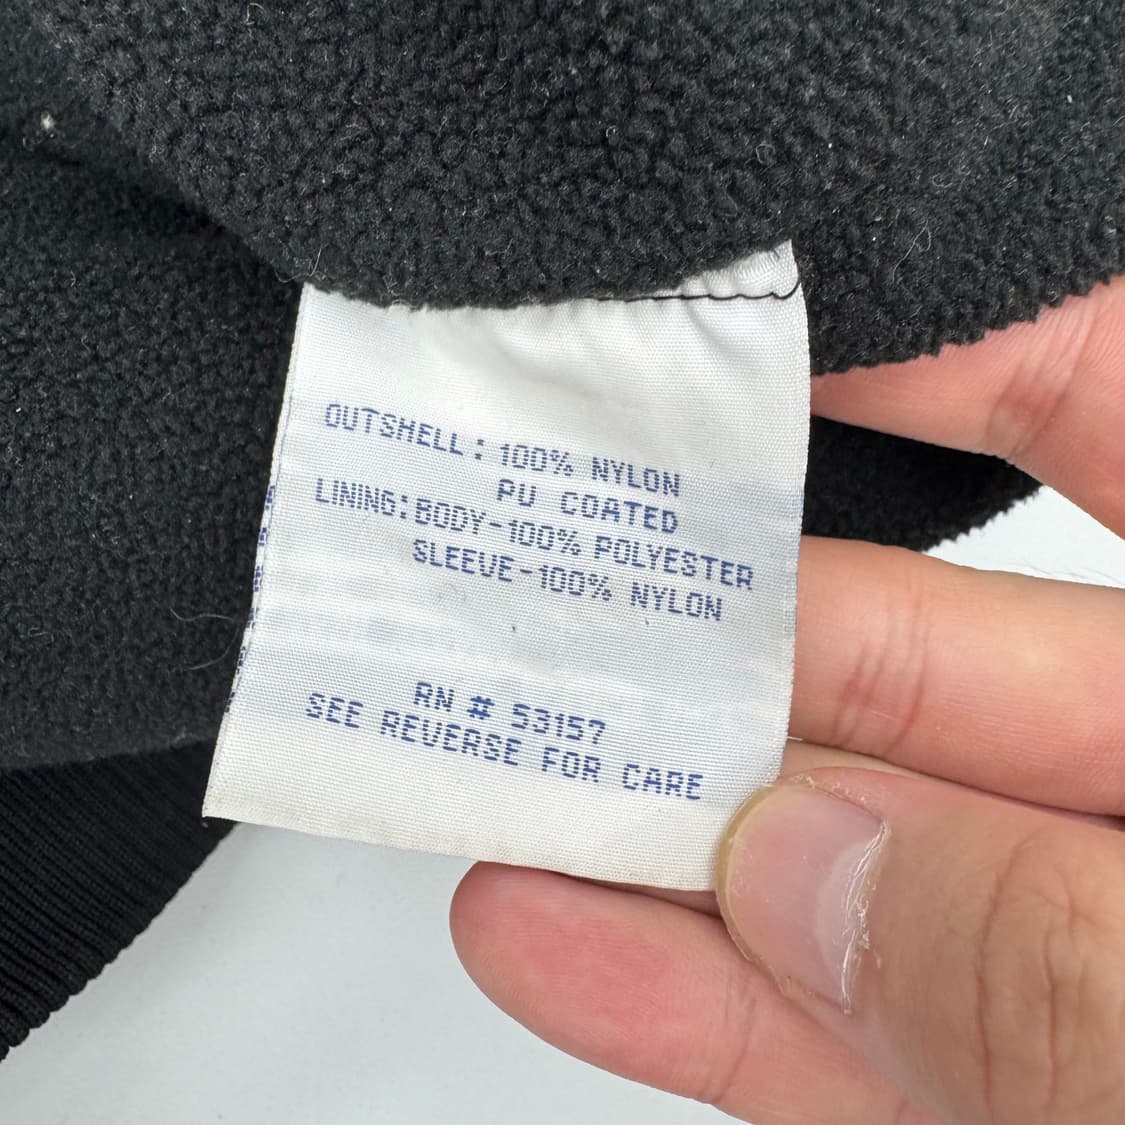 OUTSHELL: 100% NYLON
PU COATED
LINING: BODY-100% POLYESTER
SLEEVE-100% NYLON
RN # 53157
SEE REVERSE FOR CARE